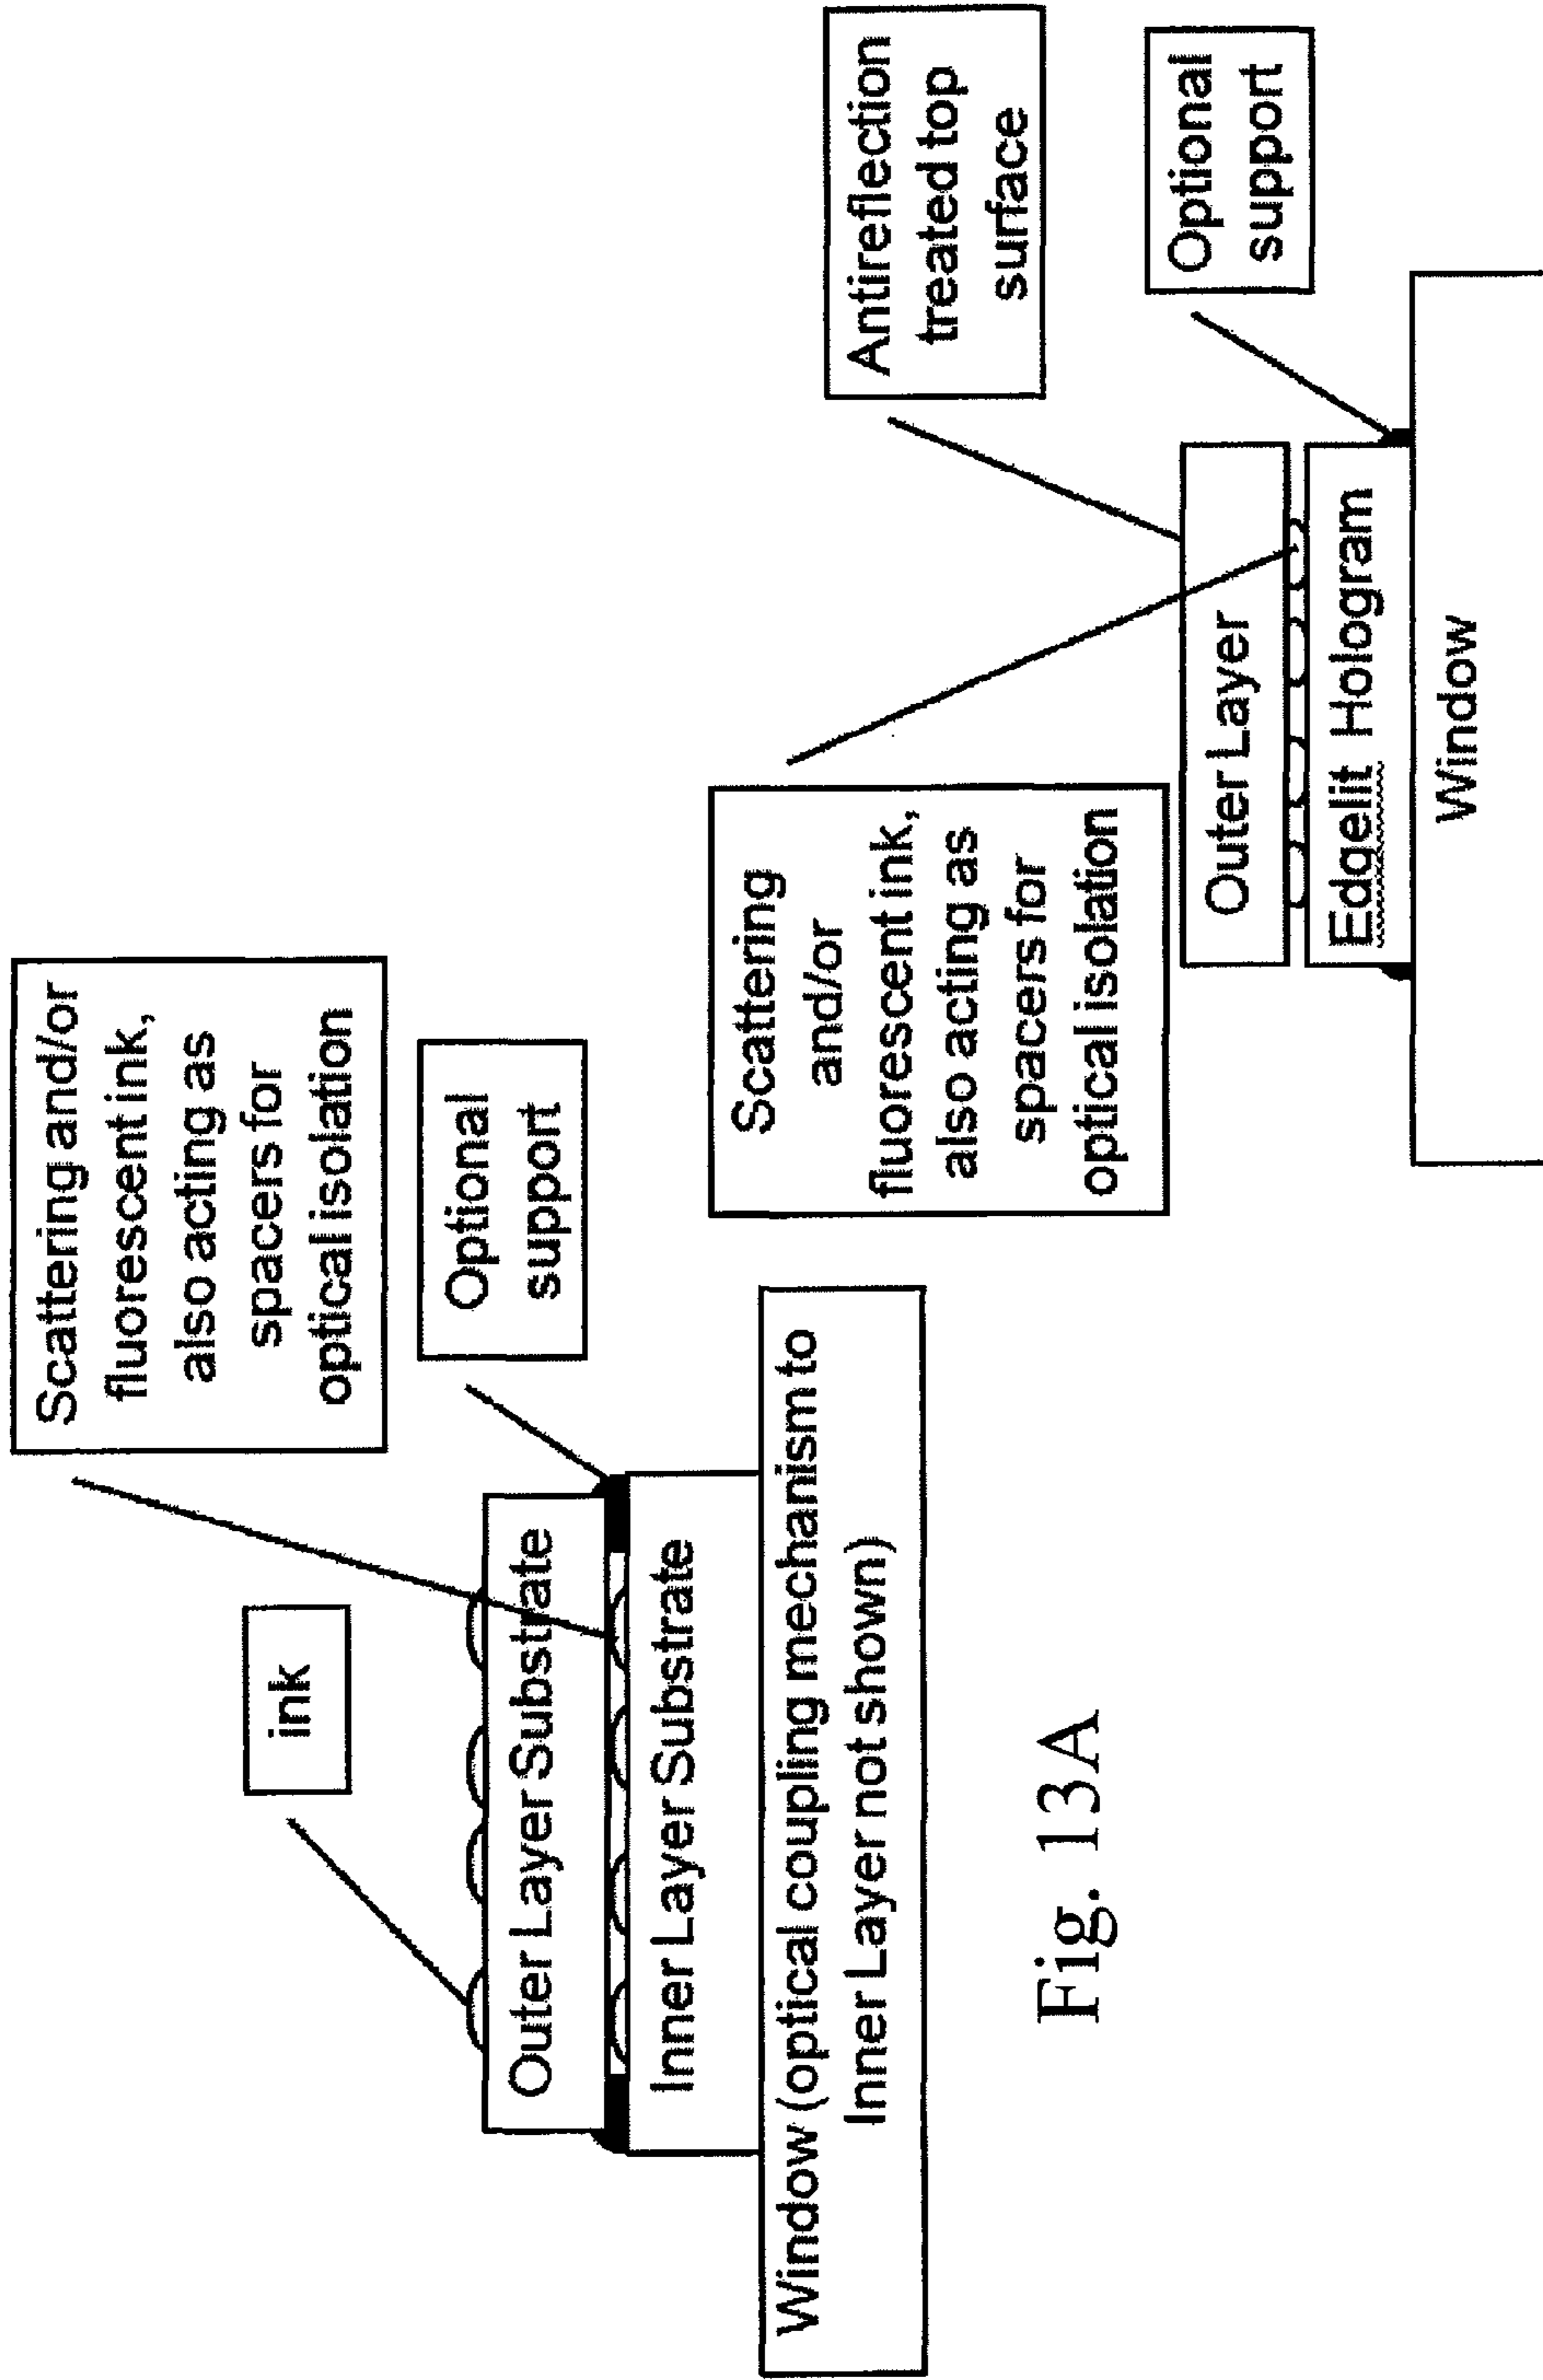 Scattering and/or
fluorescent ink,
also acting as
spacers for
optical isolation
ink
Optional
support
Outer Layer Substrate
Inner Layer Substrate
Window (optical coupling mechanism to
Inner Layer not shown)
Fig. 13A
Antireflection
treated top
surface
Scattering
and/or
fluorescent ink,
also acting as
spacers for
optical isolation
Optional
support
Outer Layer
Edgelit Hologram
Window